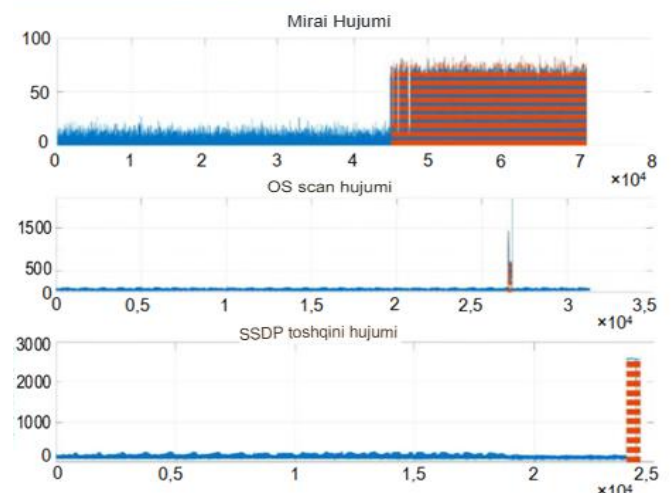 Mirai Hujumi
100
50
0
0 1 2 3 4 5 6 7 8
×10⁴
OS scan hujumi
1500
500
0
0 0,5 1 1,5 2 2,5 3 3,5
×10⁴
SSDP toshqini hujumi
3000
2000
1000
0
0 0,5 1 1,5 2 2,5
×10⁴